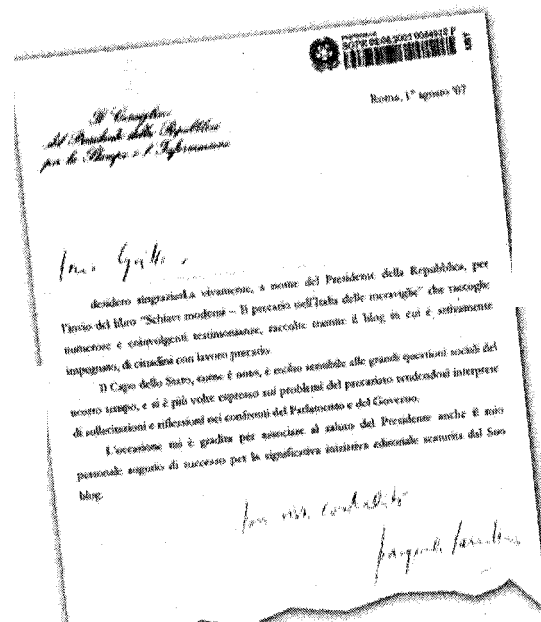 Roma, 1° agosto '07
Il Consigliere
del Presidente della Repubblica
per la Stampa e l'Informazione
desidero ringraziarLa vivamente, a nome del Presidente della Repubblica, per
l'invio del libro "Schiavi moderni – Il precario nell'Italia delle meraviglie" che raccoglie
numerose e coinvolgenti testimonianze, raccolte tramite il blog in cui è attivamente
impegnato, di cittadini con lavoro precario.
Il Capo dello Stato, come è noto, è molto sensibile alle grandi questioni sociali del
nostro tempo, e si è più volte espresso sui problemi del precariato rendendosi interprete
di sollecitazioni e riflessioni nei confronti del Parlamento e del Governo.
L'occasione mi è gradita per associare al saluto del Presidente anche il mio
personale augurio di successo per la significativa iniziativa editoriale scaturita dal Suo
blog.